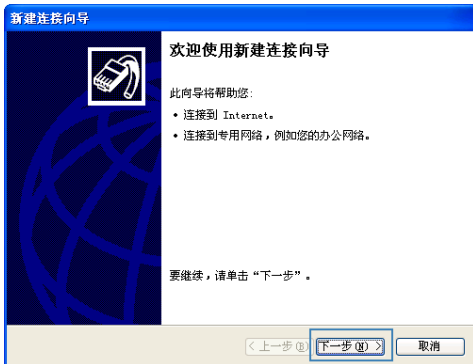 新建连接向导
欢迎使用新建连接向导
此向导将帮助您:
• 连接到 Internet。
• 连接到专用网络，例如您的办公网络。
要继续，请单击“下一步”。
< 上一步(B) 下一步(N) > 取消